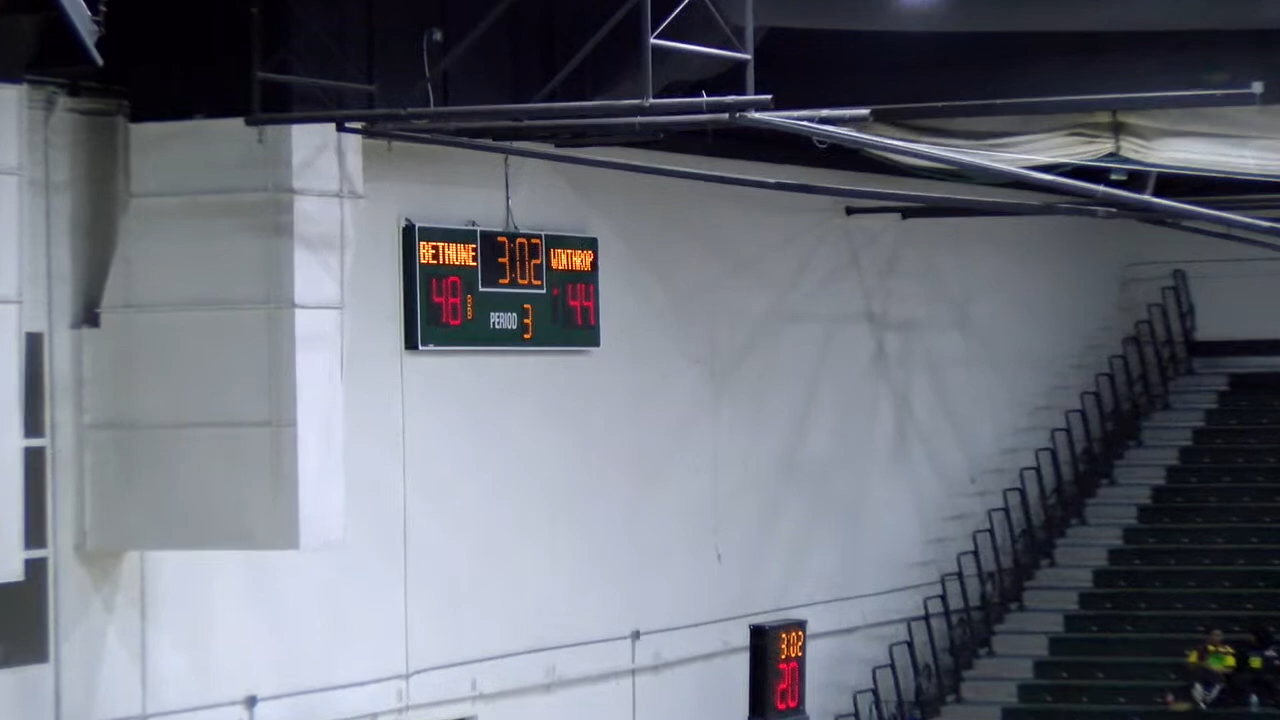 BETHUNE 3:02 WINTHROP
48 B B 44
PERIOD 3
3:02
20